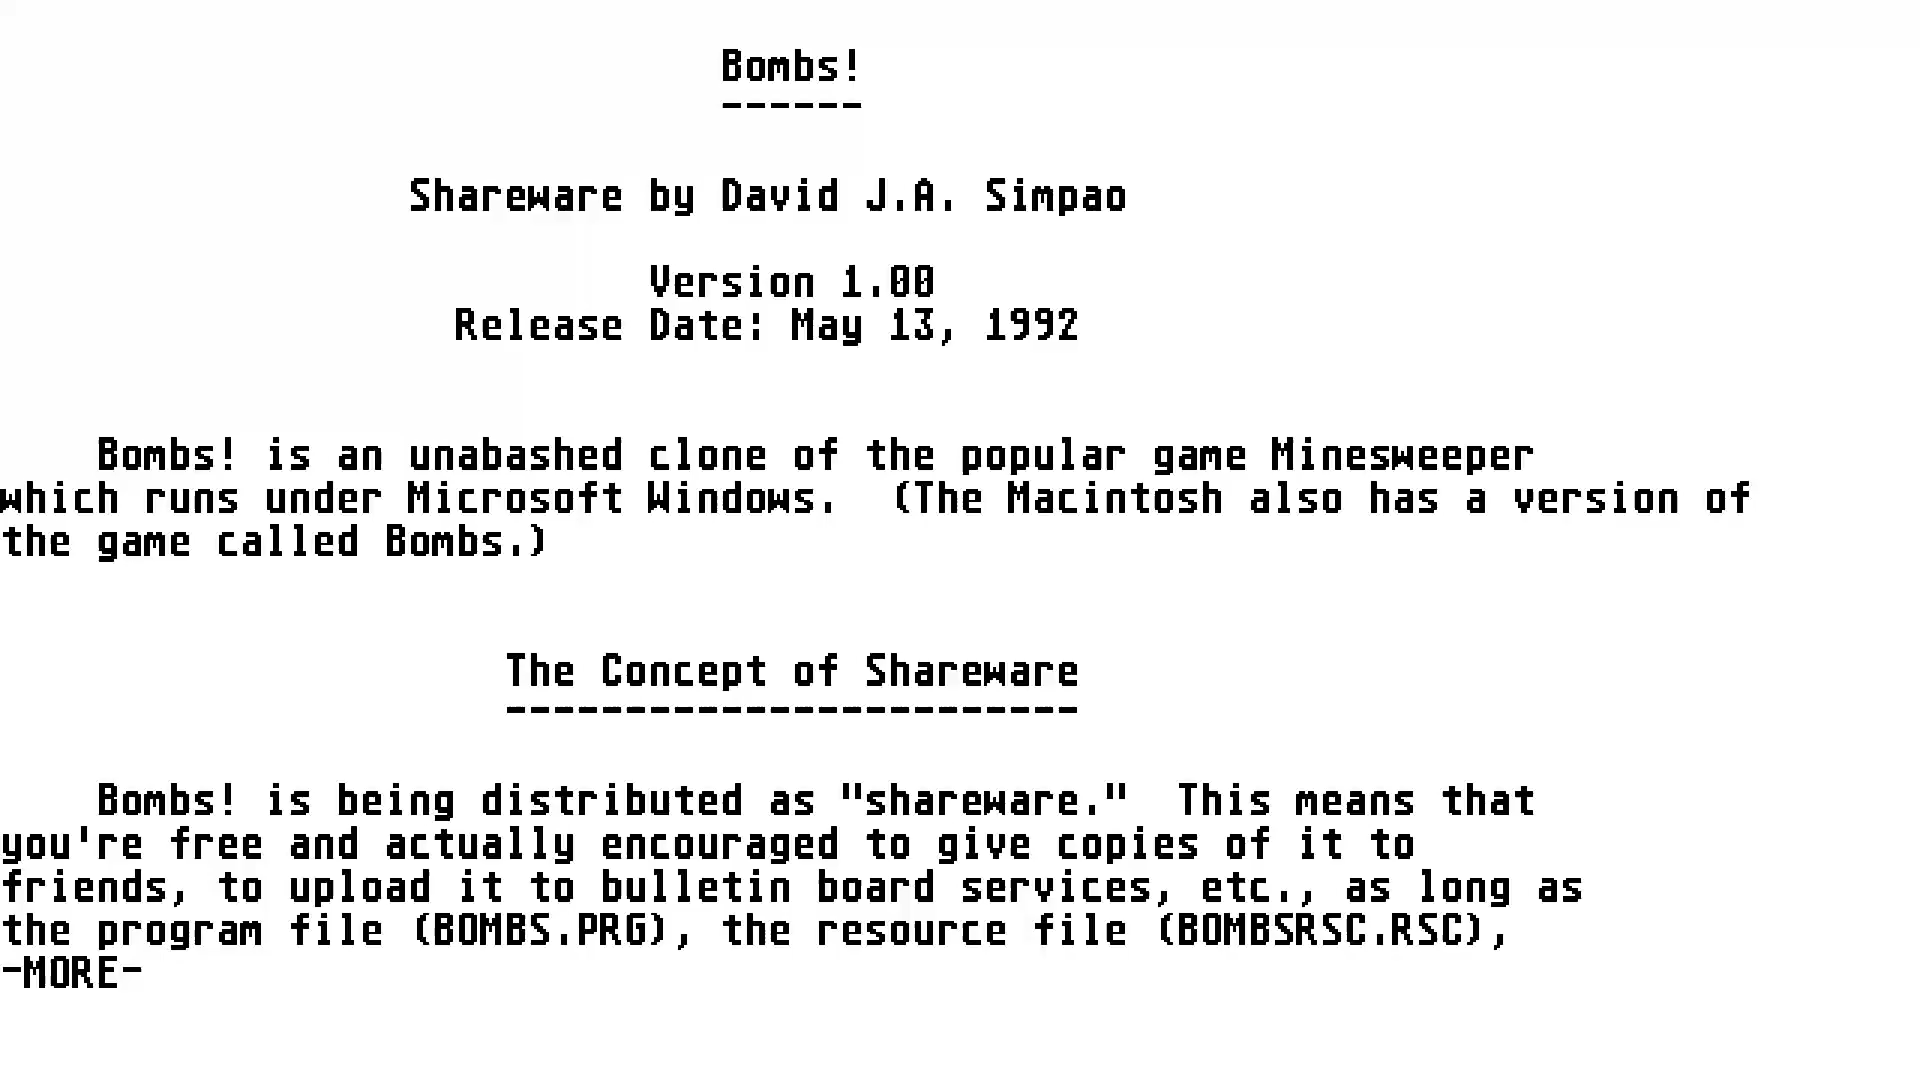 Bombs!
------
Shareware by David J.A. Simpao
Version 1.00
Release Date: May 13, 1992
Bombs! is an unabashed clone of the popular game Minesweeper
which runs under Microsoft Windows.  (The Macintosh also has a version of
the game called Bombs.)
The Concept of Shareware
------------------------
Bombs! is being distributed as "shareware."  This means that
you're free and actually encouraged to give copies of it to
friends, to upload it to bulletin board services, etc., as long as
the program file (BOMBS.PRG), the resource file (BOMBSRSC.RSC),
-MORE-